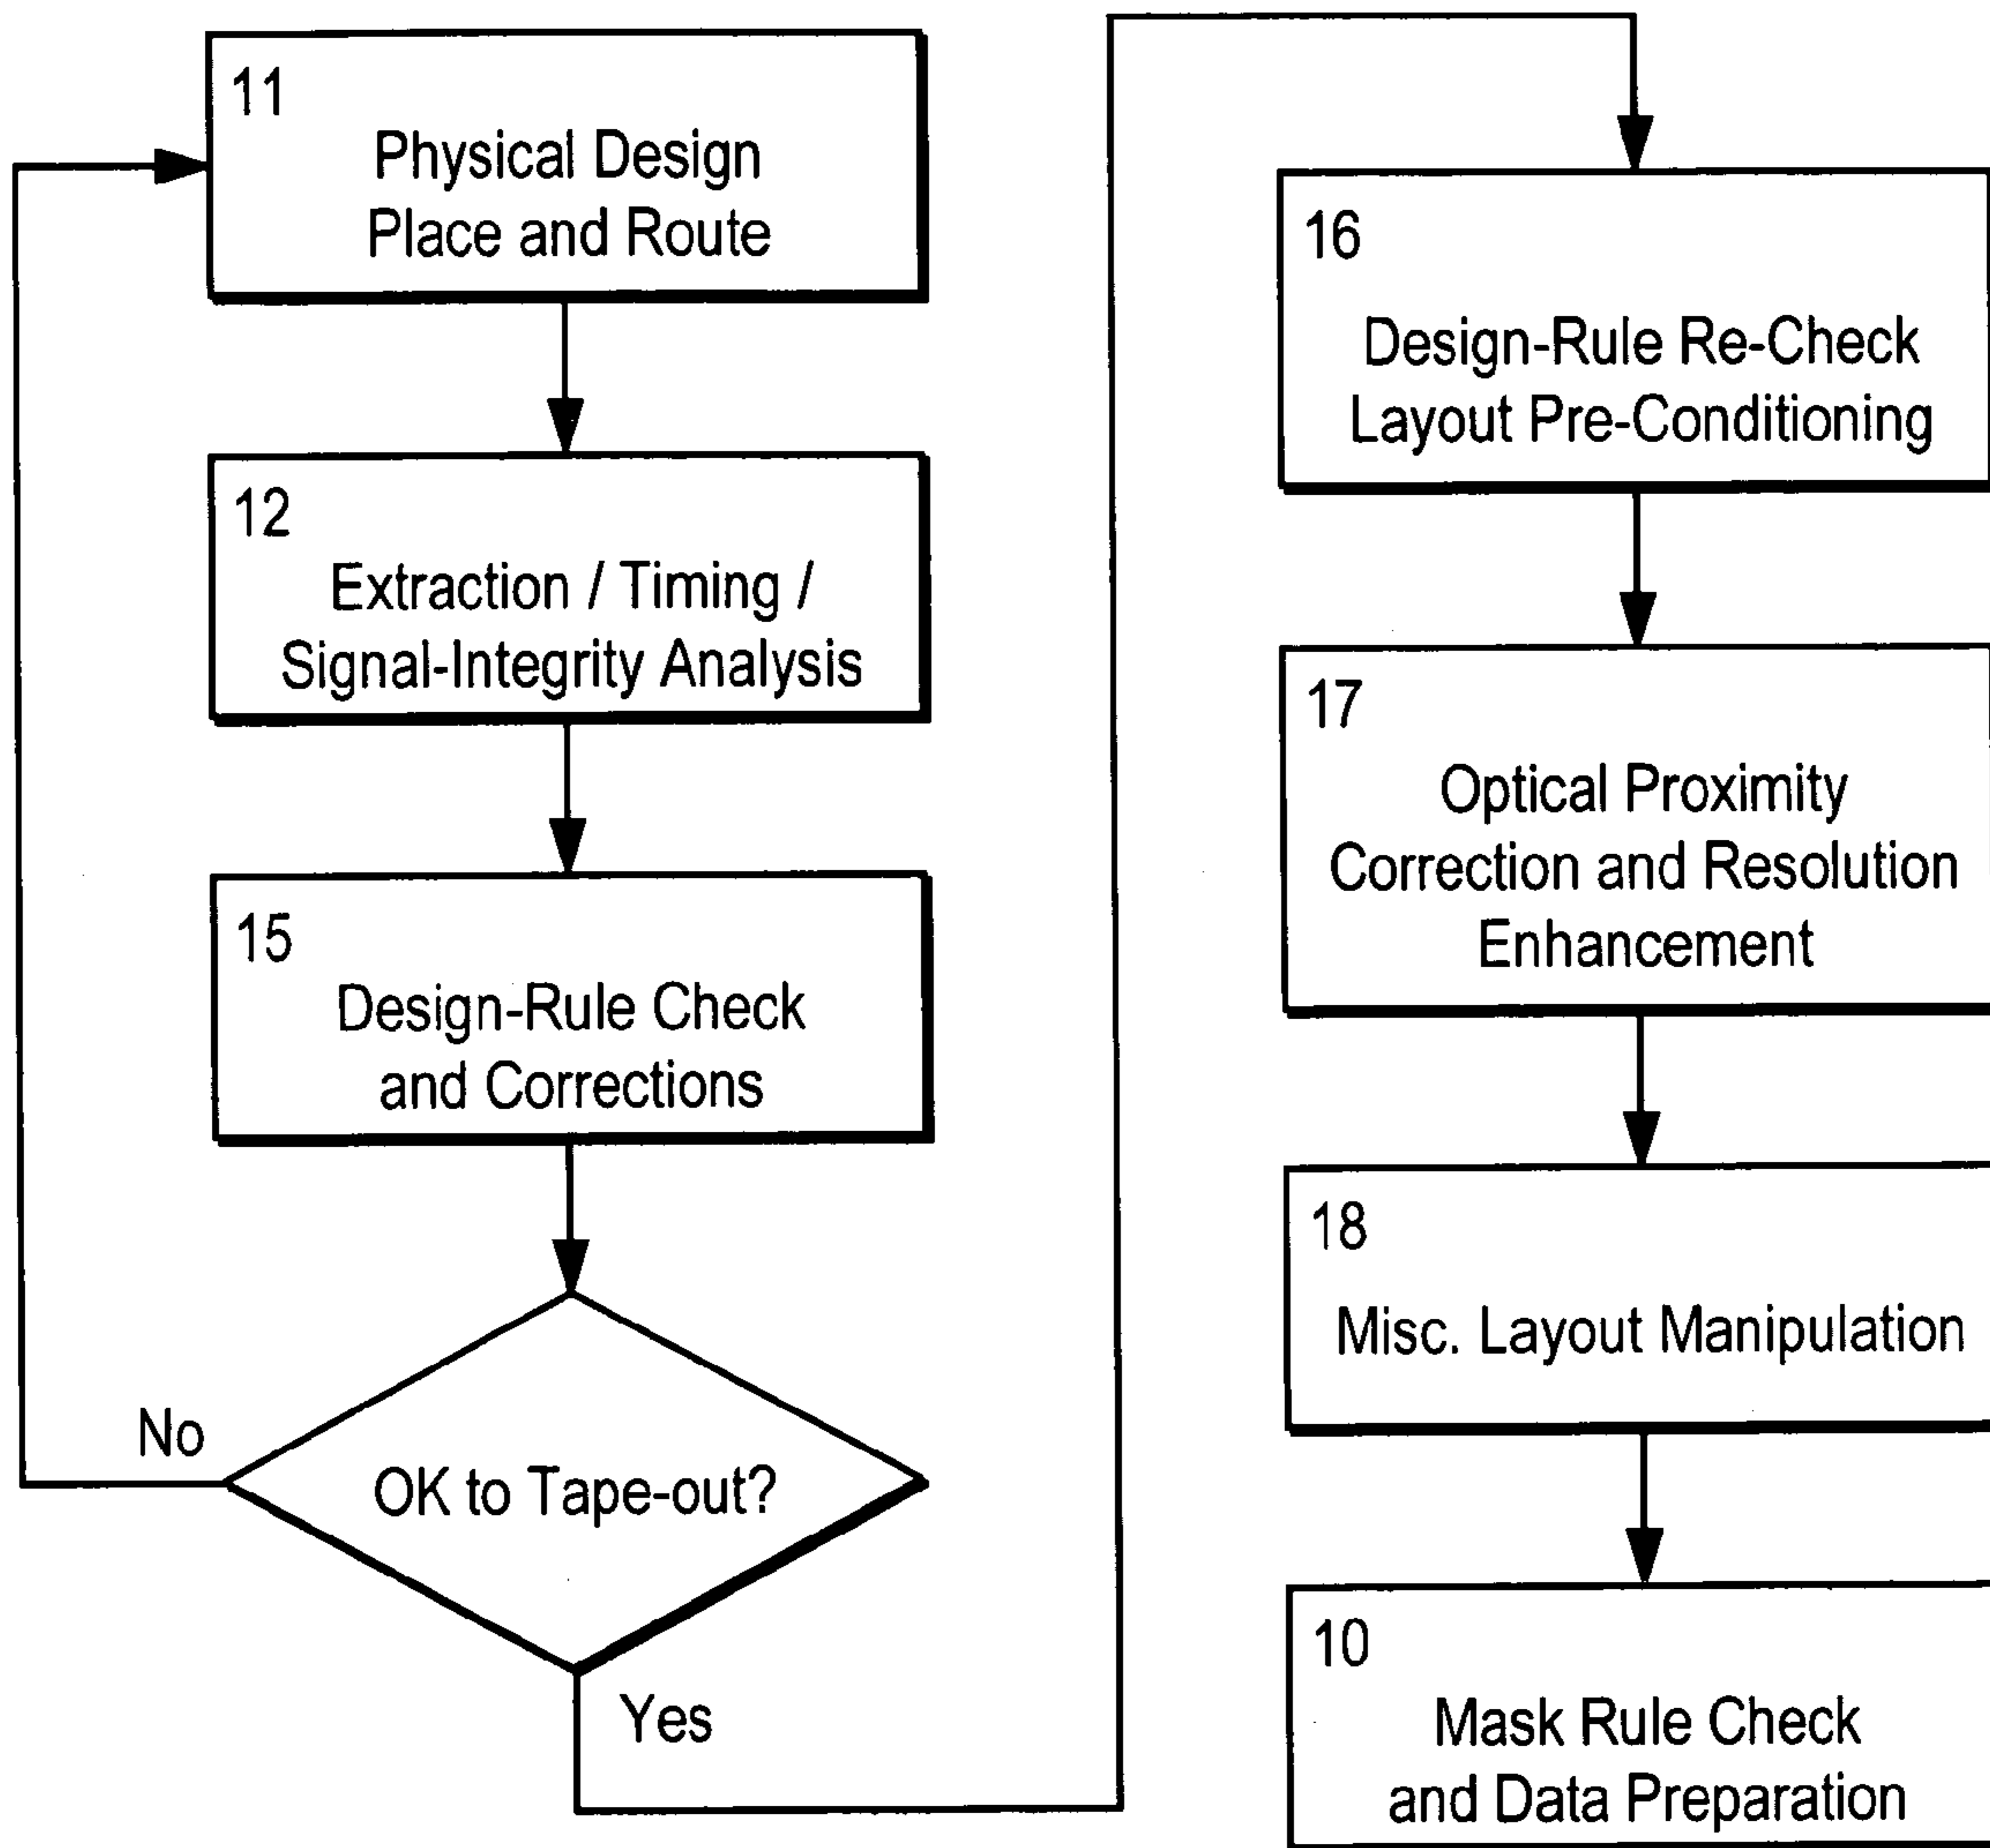 11
Physical Design
Place and Route
12
Extraction / Timing /
Signal-Integrity Analysis
15
Design-Rule Check
and Corrections
No
OK to Tape-out?
Yes
16
Design-Rule Re-Check
Layout Pre-Conditioning
17
Optical Proximity
Correction and Resolution
Enhancement
18
Misc. Layout Manipulation
10
Mask Rule Check
and Data Preparation